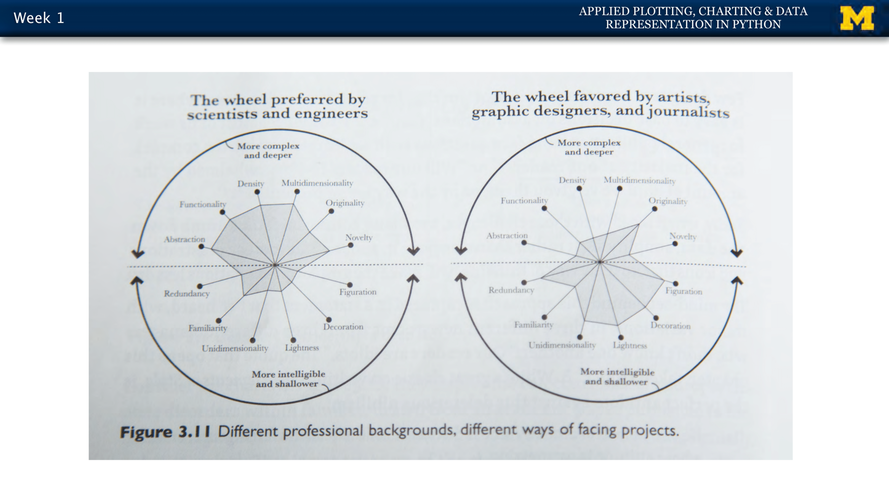 Week 1
APPLIED PLOTTING, CHARTING & DATA
REPRESENTATION IN PYTHON
M
The wheel preferred by
scientists and engineers
More complex
and deeper
Density
Multidimensionality
Functionality
Originality
Abstraction
Novelty
Redundancy
Figuration
Familiarity
Decoration
Unidimensionality
Lightness
More intelligible
and shallower
The wheel favored by artists,
graphic designers, and journalists
More complex
and deeper
Density
Multidimensionality
Functionality
Originality
Abstraction
Novelty
Redundancy
Figuration
Familiarity
Decoration
Unidimensionality
Lightness
More intelligible
and shallower
Figure 3.11 Different professional backgrounds, different ways of facing projects.